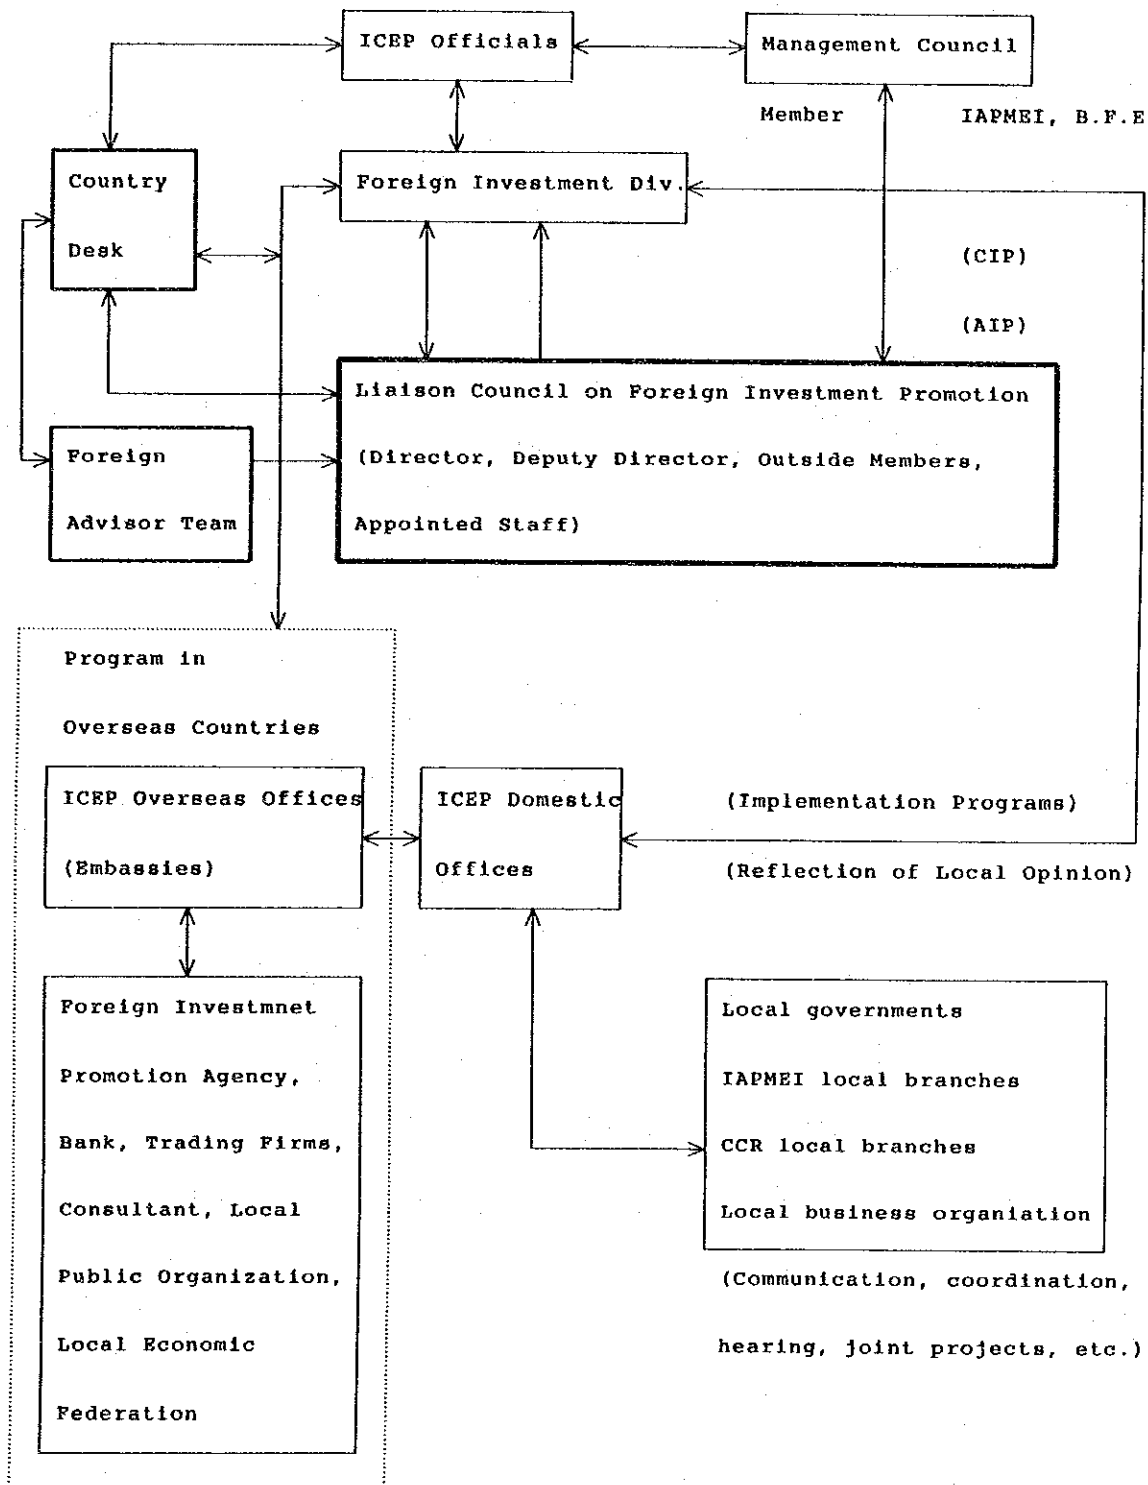 ICEP Officials
Management Council
Member
IAPMEI, B.F.E
Country
Desk
Foreign Investment Div.
(CIP)
(AIP)
Liaison Council on Foreign Investment Promotion
(Director, Deputy Director, Outside Members,
Appointed Staff)
Foreign
Advisor Team
Program in
Overseas Countries
ICEP Overseas Offices
(Embassies)
ICEP Domestic
Offices
(Implementation Programs)
(Reflection of Local Opinion)
Foreign Investmnet
Promotion Agency,
Bank, Trading Firms,
Consultant, Local
Public Organization,
Local Economic
Federation
Local governments
IAPMEI local branches
CCR local branches
Local business organiation
(Communication, coordination,
hearing, joint projects, etc.)